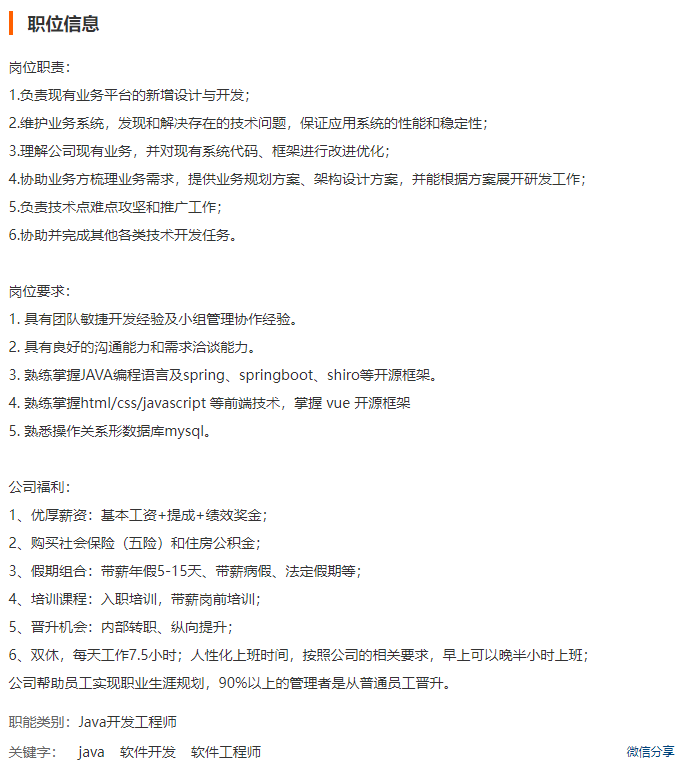 职位信息
岗位职责：
1.负责现有业务平台的新增设计与开发；
2.维护业务系统，发现和解决存在的技术问题，保证应用系统的性能和稳定性；
3.理解公司现有业务，并对现有系统代码、框架进行改进优化；
4.协助业务方梳理业务需求，提供业务规划方案、架构设计方案，并能根据方案展开研发工作；
5.负责技术点难点攻坚和推广工作；
6.协助并完成其他各类技术开发任务。
岗位要求：
1. 具有团队敏捷开发经验及小组管理协作经验。
2. 具有良好的沟通能力和需求洽谈能力。
3. 熟练掌握JAVA编程语言及spring、springboot、shiro等开源框架。
4. 熟练掌握html/css/javascript 等前端技术，掌握 vue 开源框架
5. 熟悉操作关系形数据库mysql。
公司福利：
1、优厚薪资：基本工资+提成+绩效奖金；
2、购买社会保险（五险）和住房公积金；
3、假期组合：带薪年假5-15天、带薪病假、法定假期等；
4、培训课程：入职培训，带薪岗前培训；
5、晋升机会：内部转职、纵向提升；
6、双休，每天工作7.5小时；人性化上班时间，按照公司的相关要求，早上可以晚半小时上班；
公司帮助员工实现职业生涯规划，90%以上的管理者是从普通员工晋升。
职能类别：Java开发工程师
关键字： java 软件开发 软件工程师 微信分享